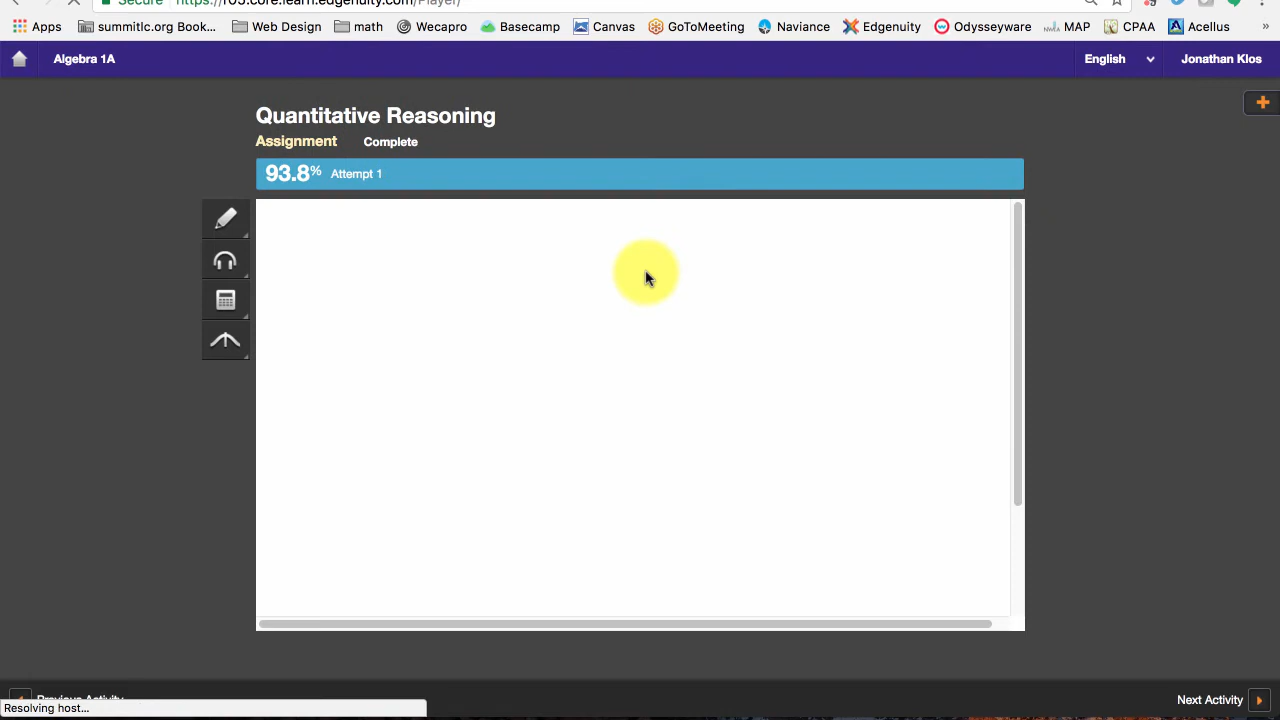 Secure https://r05.core.learn.edgenuity.com/Player/
Apps summitlc.org Book... Web Design math Wecapro Basecamp Canvas GoToMeeting Naviance Edgenuity Odysseyware MAP CPAA Acellus »
Algebra 1A English Jonathan Klos
Quantitative Reasoning
Assignment Complete
93.8% Attempt 1
Previous Activity Next Activity
Resolving host...